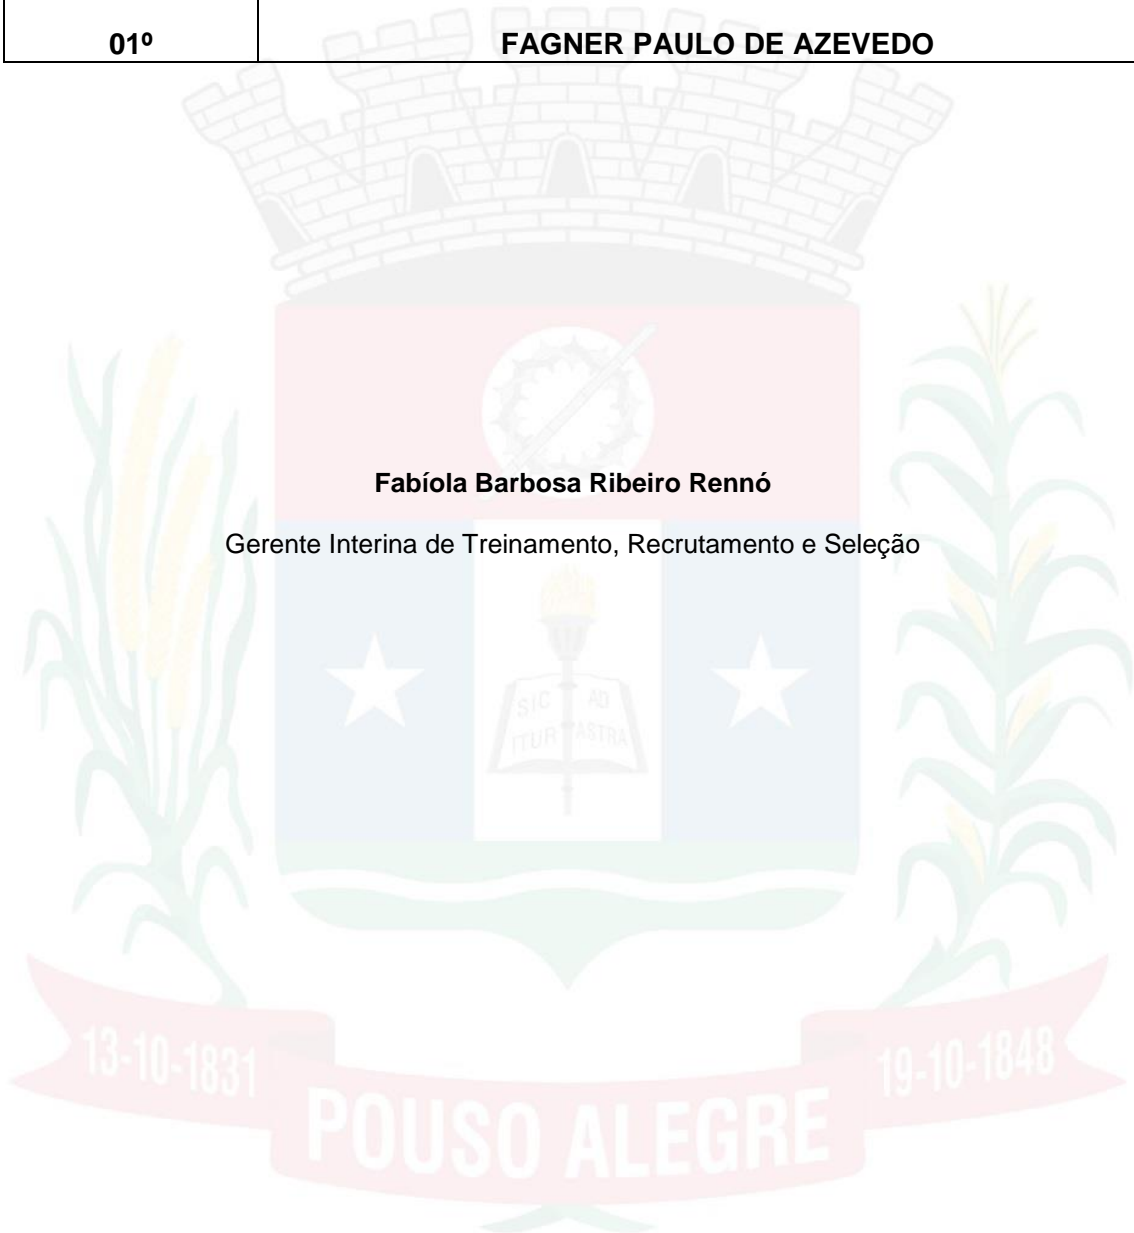 01º FAGNER PAULO DE AZEVEDO
Fabíola Barbosa Ribeiro Rennó
Gerente Interina de Treinamento, Recrutamento e Seleção
SIC AD
ITUR ASTRA
13-10-1831 19-10-1848
POUSO ALEGRE